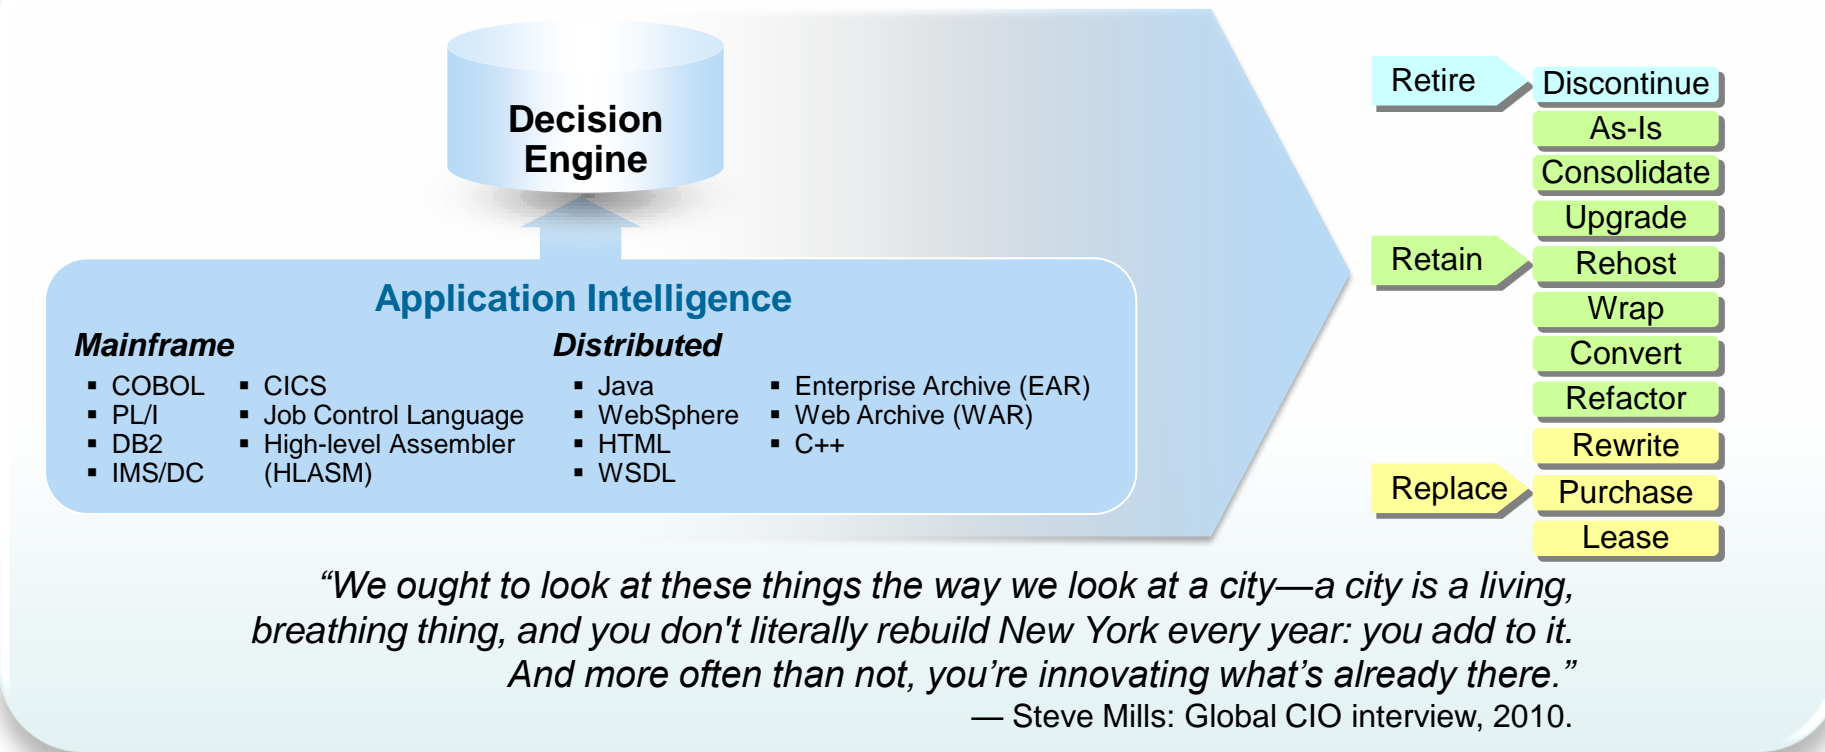 Decision
Engine
Application Intelligence
Mainframe
▪ COBOL
▪ PL/I
▪ DB2
▪ IMS/DC
▪ CICS
▪ Job Control Language
▪ High-level Assembler
(HLASM)
Distributed
▪ Java
▪ WebSphere
▪ HTML
▪ WSDL
▪ Enterprise Archive (EAR)
▪ Web Archive (WAR)
▪ C++
Retire
Discontinue
Retain
As-Is
Consolidate
Upgrade
Rehost
Wrap
Convert
Refactor
Replace
Rewrite
Purchase
Lease
“We ought to look at these things the way we look at a city—a city is a living,
breathing thing, and you don't literally rebuild New York every year: you add to it.
And more often than not, you’re innovating what’s already there.”
— Steve Mills: Global CIO interview, 2010.